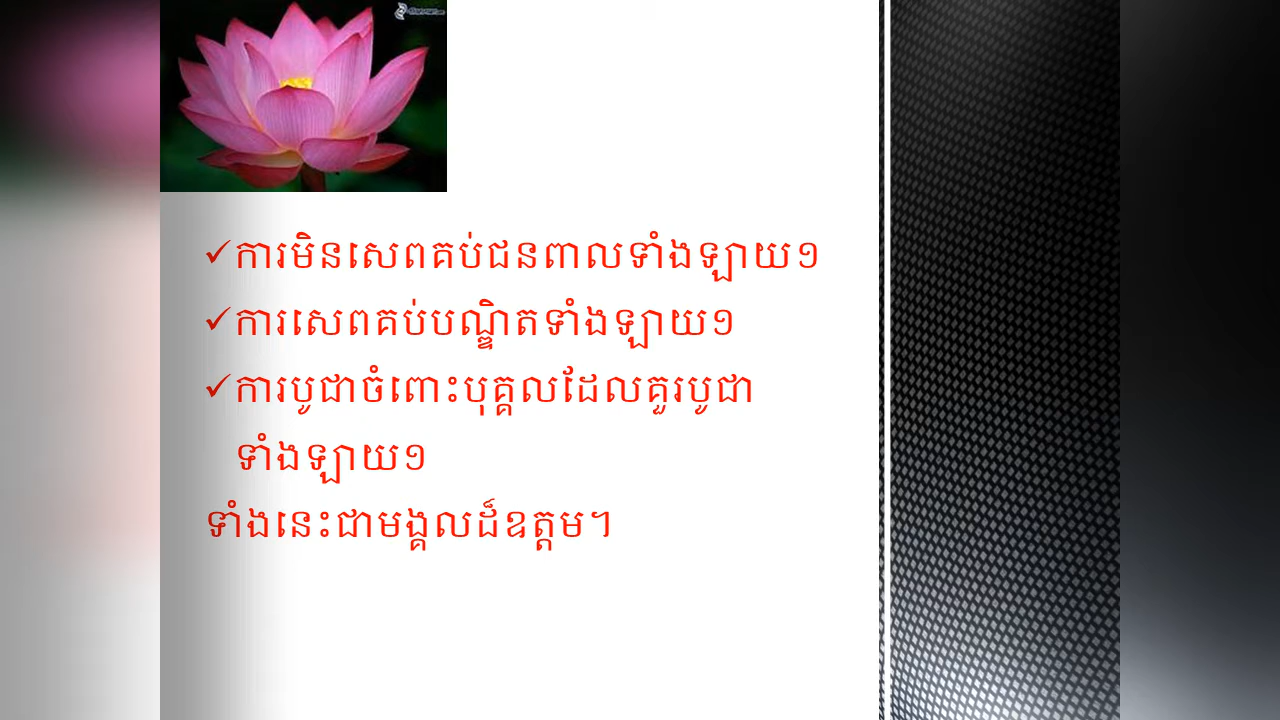 ✓ការមិនសេពគប់ជនពាលទាំងឡាយ១
✓ការសេពគប់បណ្ឌិតទាំងឡាយ១
✓ការបូជាចំពោះបុគ្គលដែលគួរបូជា
ទាំងឡាយ១
ទាំងនេះជាមង្គលដ៏ឧត្តម។